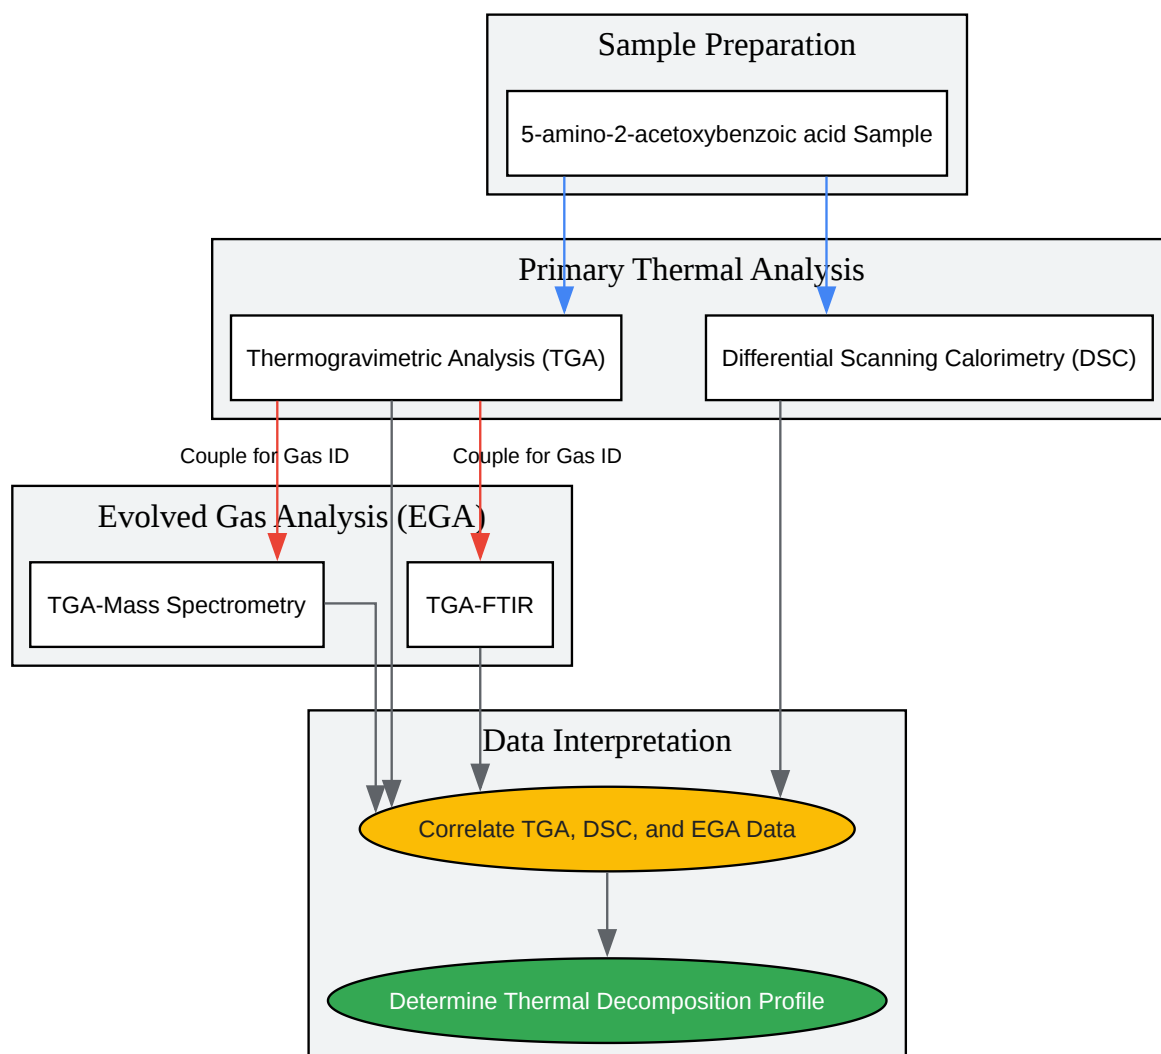 Sample Preparation
5-amino-2-acetoxybenzoic acid Sample
Primary Thermal Analysis
Thermogravimetric Analysis (TGA)
Differential Scanning Calorimetry (DSC)
Couple for Gas ID
Couple for Gas ID
Evolved Gas Analysis (EGA)
TGA-Mass Spectrometry
TGA-FTIR
Data Interpretation
Correlate TGA, DSC, and EGA Data
Determine Thermal Decomposition Profile